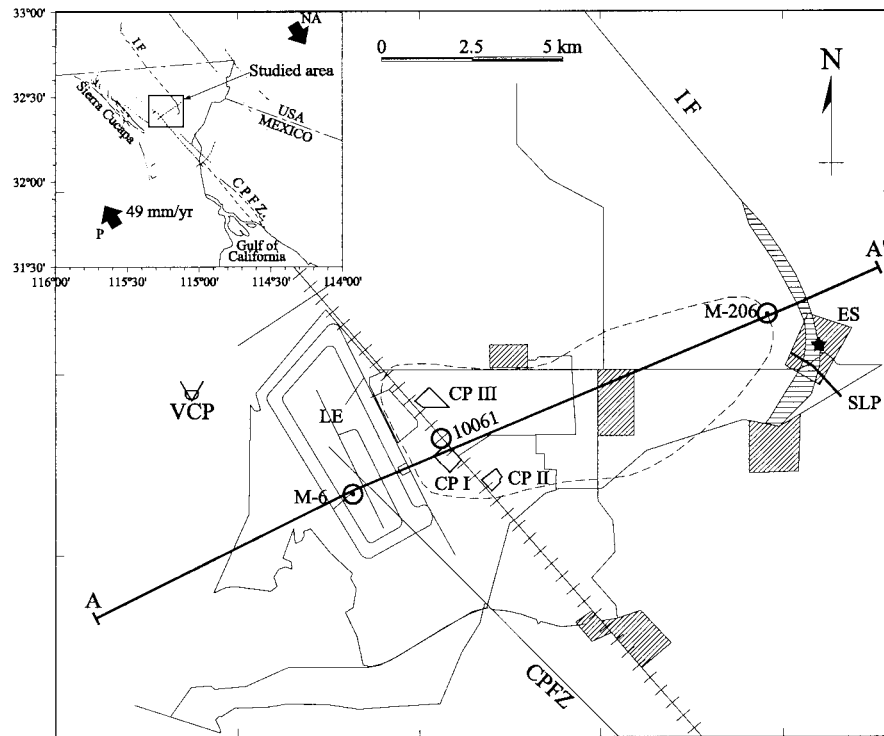 33°00'
32°30'
32°00'
31°30'
116°00'
115°30'
115°00'
114°30'
114°00'
NA
I F
Studied area
Sierra Cucapa
USA
MEXICO
C P F Z.
49 mm/yr
P
Gulf of
California
0 2.5 5 km
N
I F
A'
M-206
ES
SLP
VCP
LE
CP III
10061
CP I
CP II
M-6
A
CPFZ